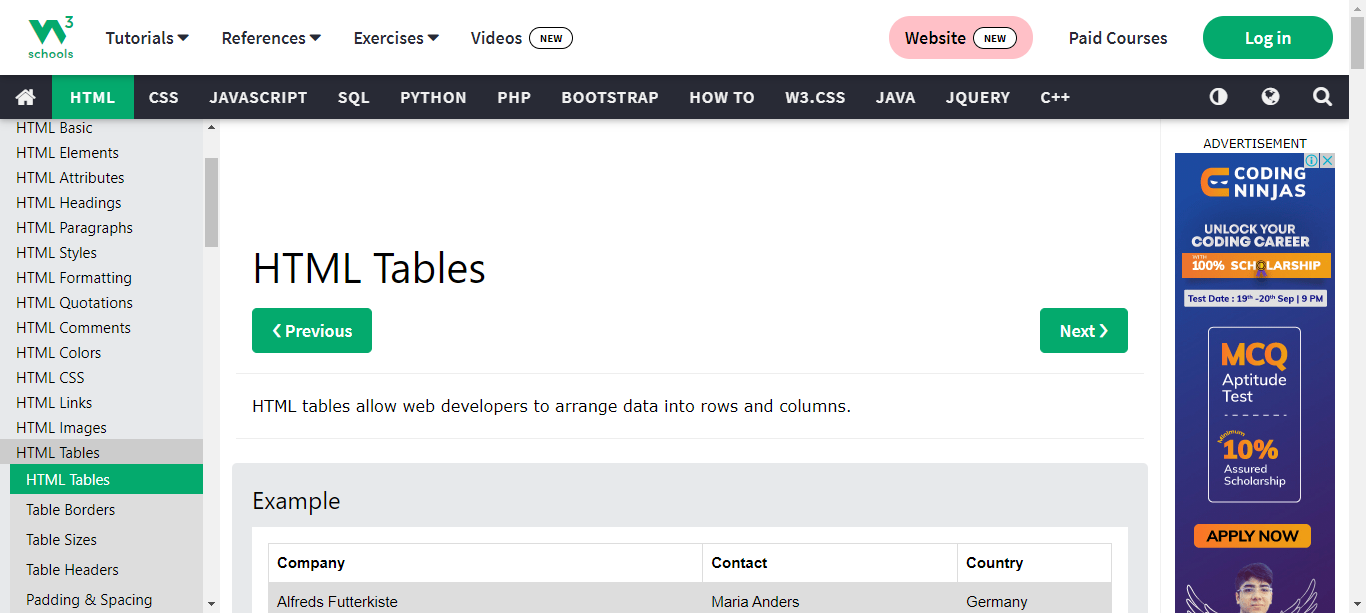 W3 schools
Tutorials References Exercises Videos NEW Website NEW Paid Courses Log in
HTML CSS JAVASCRIPT SQL PYTHON PHP BOOTSTRAP HOW TO W3.CSS JAVA JQUERY C++
HTML Basic
HTML Elements
HTML Attributes
HTML Headings
HTML Paragraphs
HTML Styles
HTML Formatting
HTML Quotations
HTML Comments
HTML Colors
HTML CSS
HTML Links
HTML Images
HTML Tables
HTML Tables
Table Borders
Table Sizes
Table Headers
Padding & Spacing
HTML Tables
❮ Previous
Next ❯
HTML tables allow web developers to arrange data into rows and columns.
Example
Company Contact Country
Alfreds Futterkiste Maria Anders Germany
ADVERTISEMENT
CODING
NINJAS
UNLOCK YOUR
CODING CAREER
WITH
100% SCHOLARSHIP
Test Date : 19th -20th Sep | 9 PM
MCQ
Aptitude
Test
Minimum
10%
Assured
Scholarship
APPLY NOW